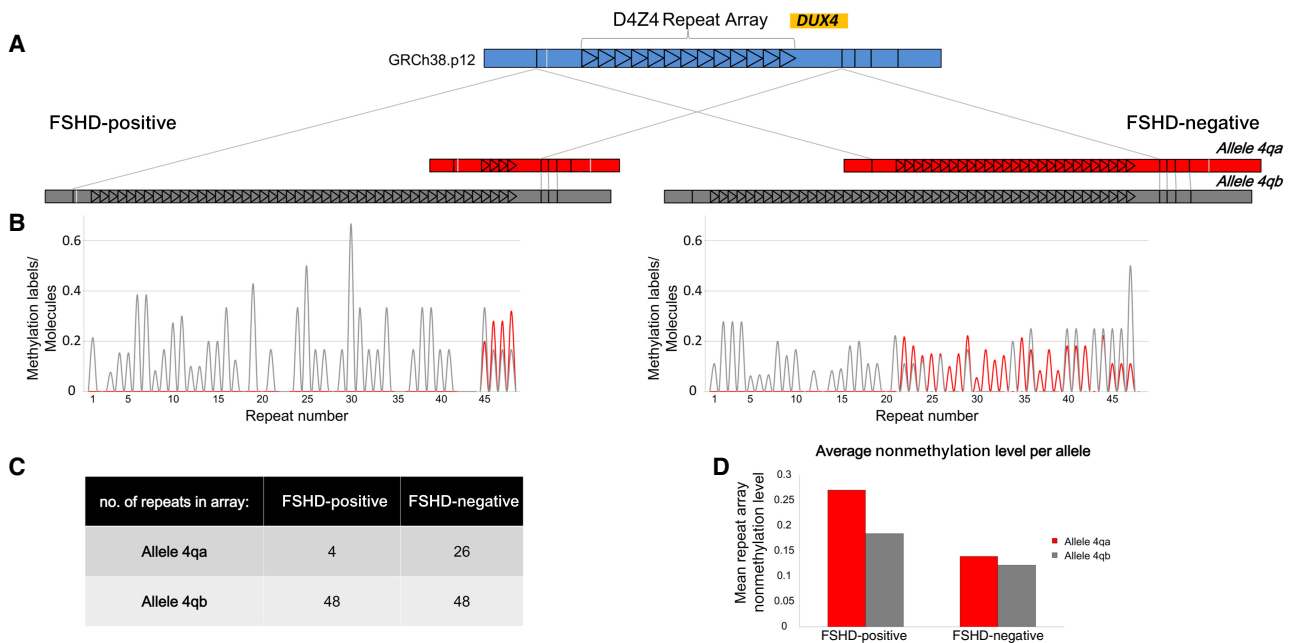 A
D4Z4 Repeat Array
DUX4
GRCh38.p12
FSHD-positive
FSHD-negative
Allele 4qa
Allele 4qb
B
Methylation labels/
Molecules
0.6
0.4
0.2
0
1 5 10 15 20 25 30 35 40 45
Repeat number
Methylation labels/
Molecules
0.6
0.4
0.2
0
1 5 10 15 20 25 30 35 40 45
Repeat number
C
no. of repeats in array: FSHD-positive FSHD-negative
Allele 4qa 4 26
Allele 4qb 48 48
D
Average nonmethylation level per allele
Mean repeat array
nonmethylation level
0.3
0.25
0.2
0.15
0.1
0.05
0
FSHD-positive FSHD-negative
Allele 4qa
Allele 4qb